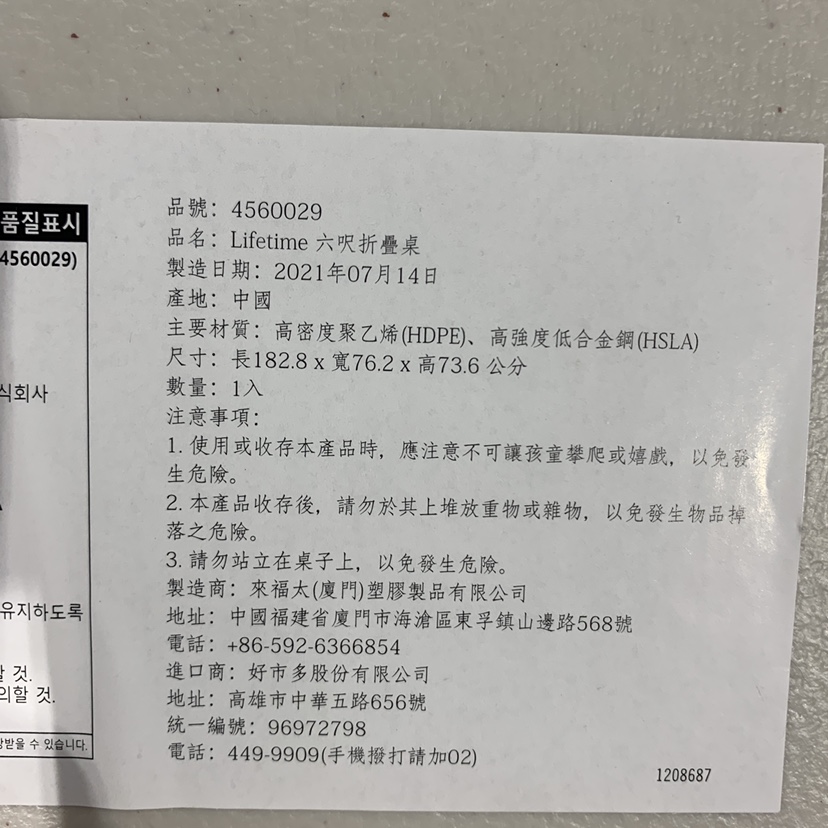 품질표시
4560029)
식회사
유지하도록
할 것.
의할 것.
상받을 수 있습니다.
品號：4560029
品名：Lifetime 六呎折疊桌
製造日期：2021年07月14日
產地：中國
主要材質：高密度聚乙烯(HDPE)、高強度低合金鋼(HSLA)
尺寸：長182.8 x 寬76.2 x 高73.6 公分
數量：1入
注意事項：
1. 使用或收存本產品時，應注意不可讓孩童攀爬或嬉戲，以免發
生危險。
2. 本產品收存後，請勿於其上堆放重物或雜物，以免發生物品掉
落之危險。
3. 請勿站立在桌子上，以免發生危險。
製造商：來福太(廈門)塑膠製品有限公司
地址：中國福建省廈門市海滄區東孚鎮山邊路568號
電話：+86-592-6366854
進口商：好市多股份有限公司
地址：高雄市中華五路656號
統一編號：96972798
電話：449-9909(手機撥打請加02)
1208687